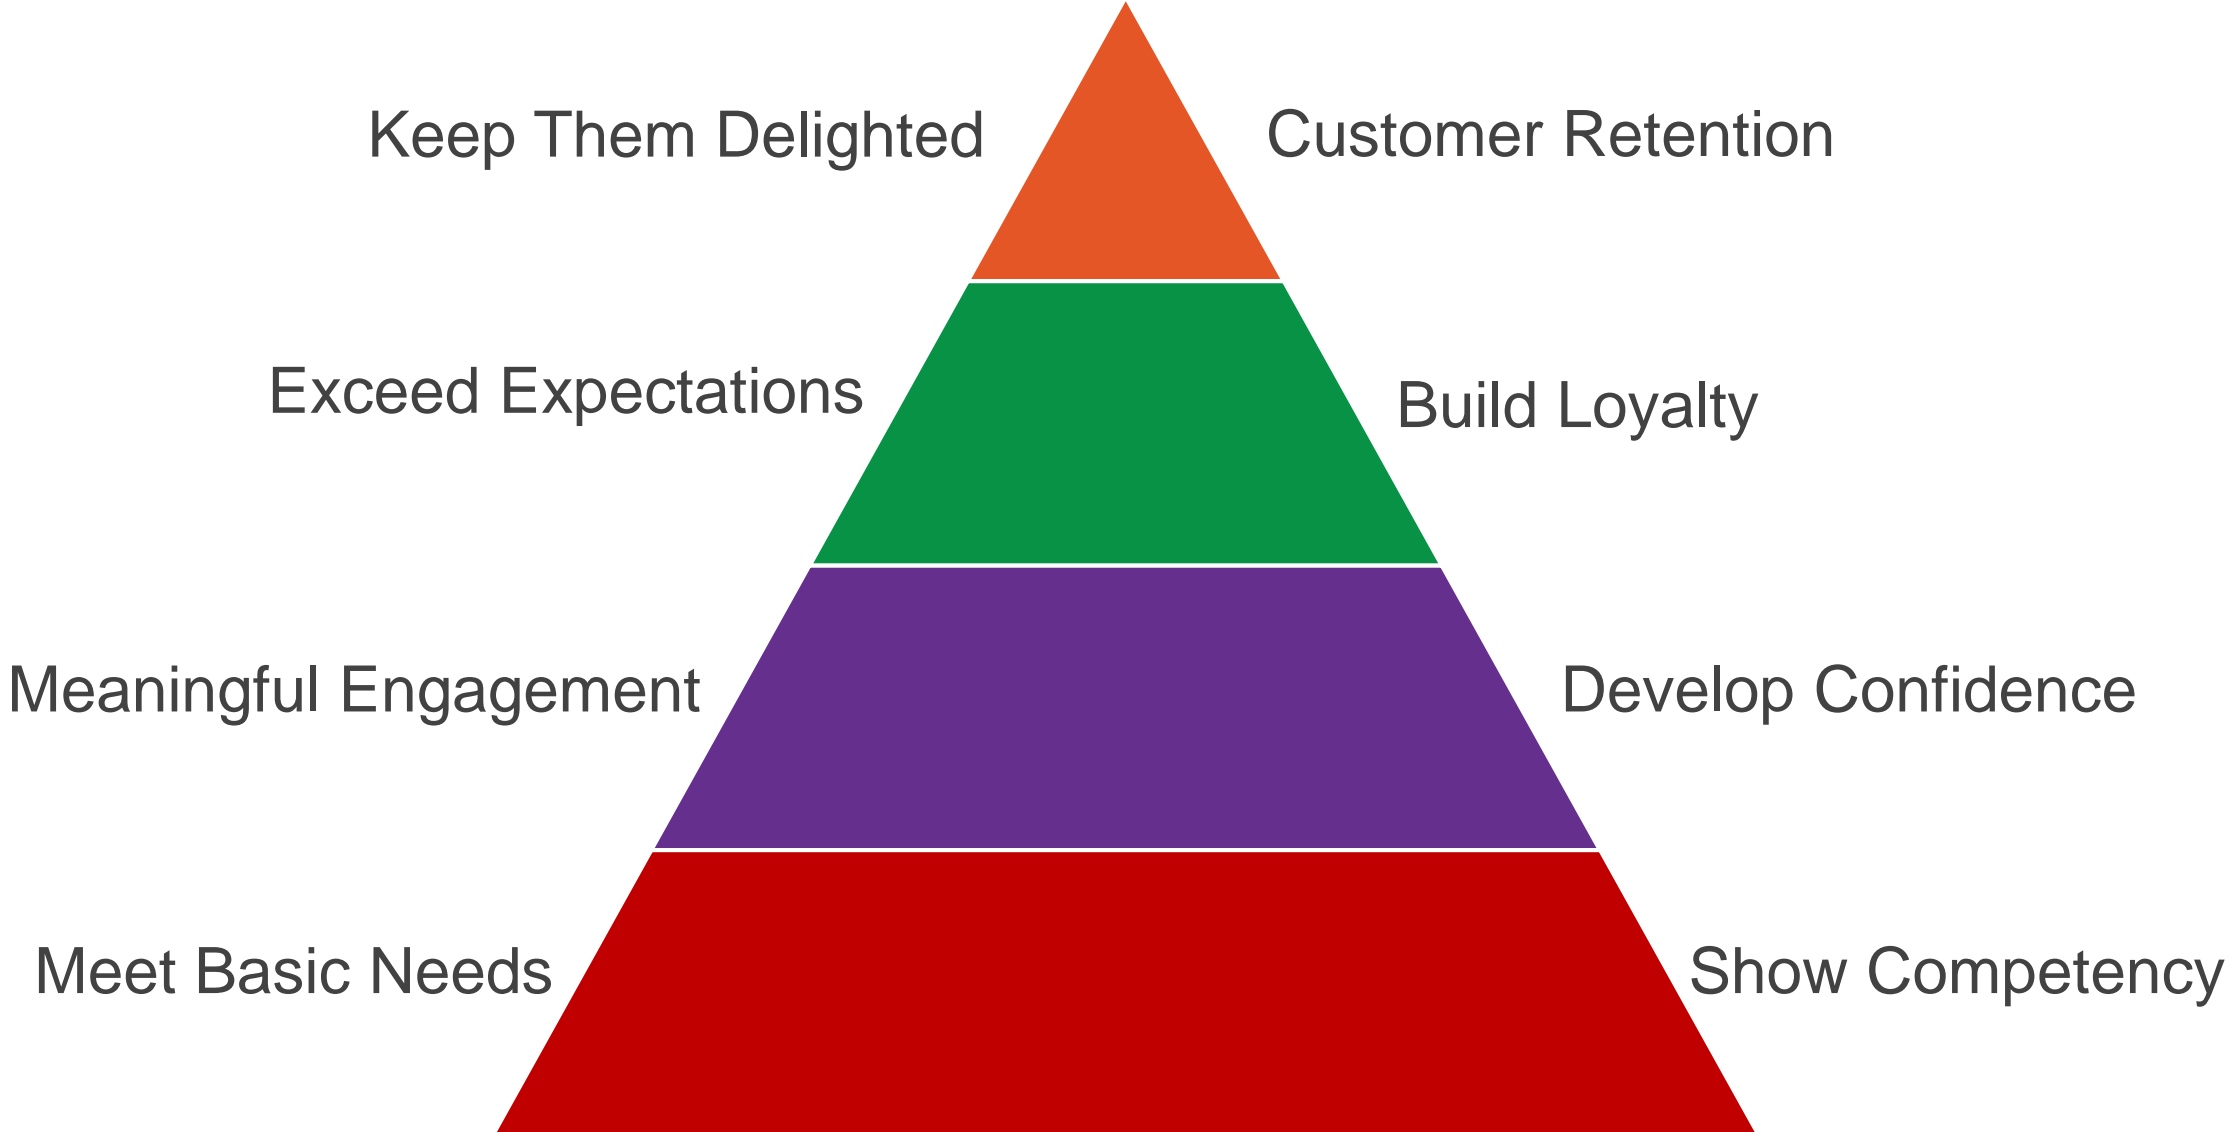 Keep Them Delighted
Customer Retention
Exceed Expectations
Build Loyalty
Meaningful Engagement
Develop Confidence
Meet Basic Needs
Show Competency